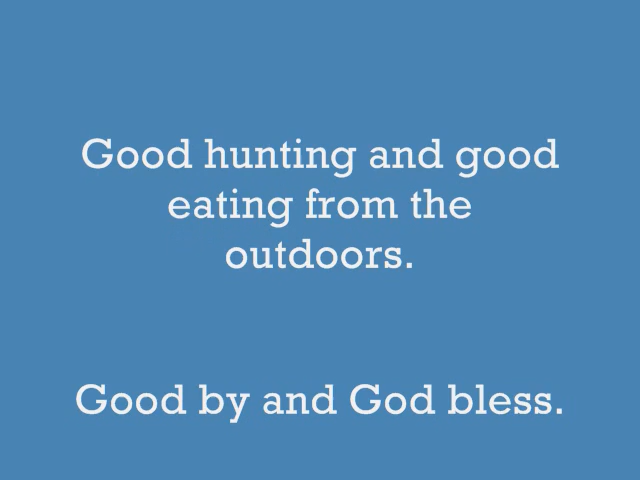 Good hunting and good
eating from the
outdoors.
Good by and God bless.